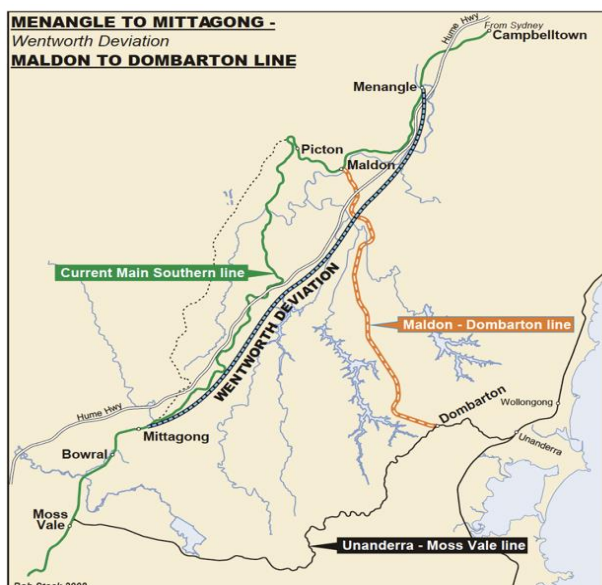 MENANGLE TO MITTAGONG -
Wentworth Deviation
MALDON TO DOMBARTON LINE
From Sydney
Hume Hwy
Campbelltown
Menangle
Picton
Maldon
Current Main Southern line
WENTWORTH DEVIATION
Maldon - Dombarton line
Hume Hwy
Mittagong
Dombarton
Wollongong
Unanderra
Bowral
Moss
Vale
Unanderra - Moss Vale line